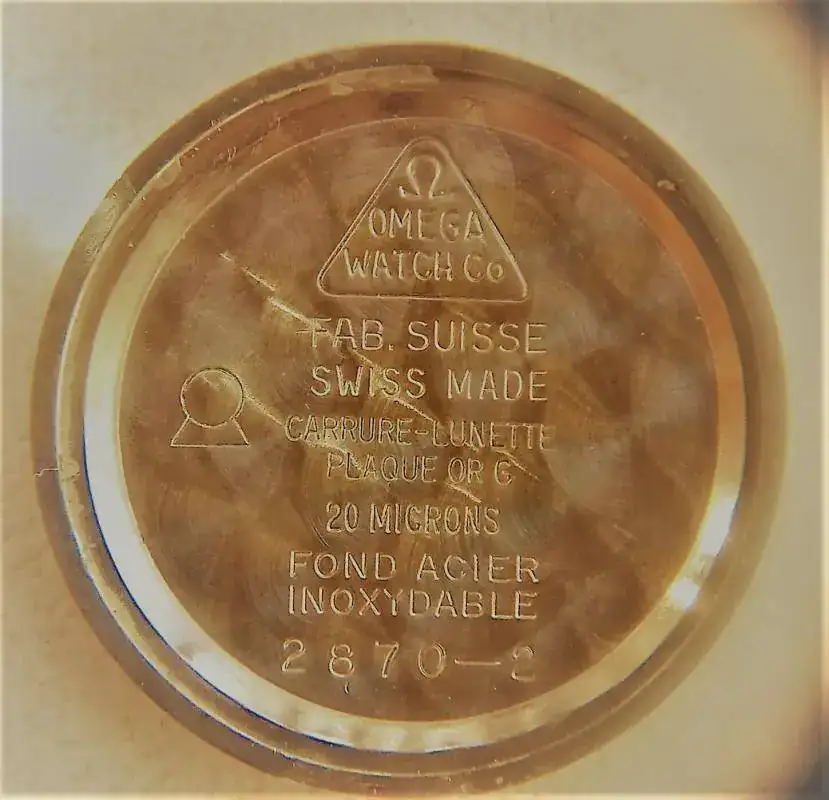 Ω
OMEGA
WATCH Co
FAB. SUISSE
SWISS MADE
CARRURE-LUNETTE
PLAQUE OR G
20 MICRONS
FOND ACIER
INOXYDABLE
2870-2